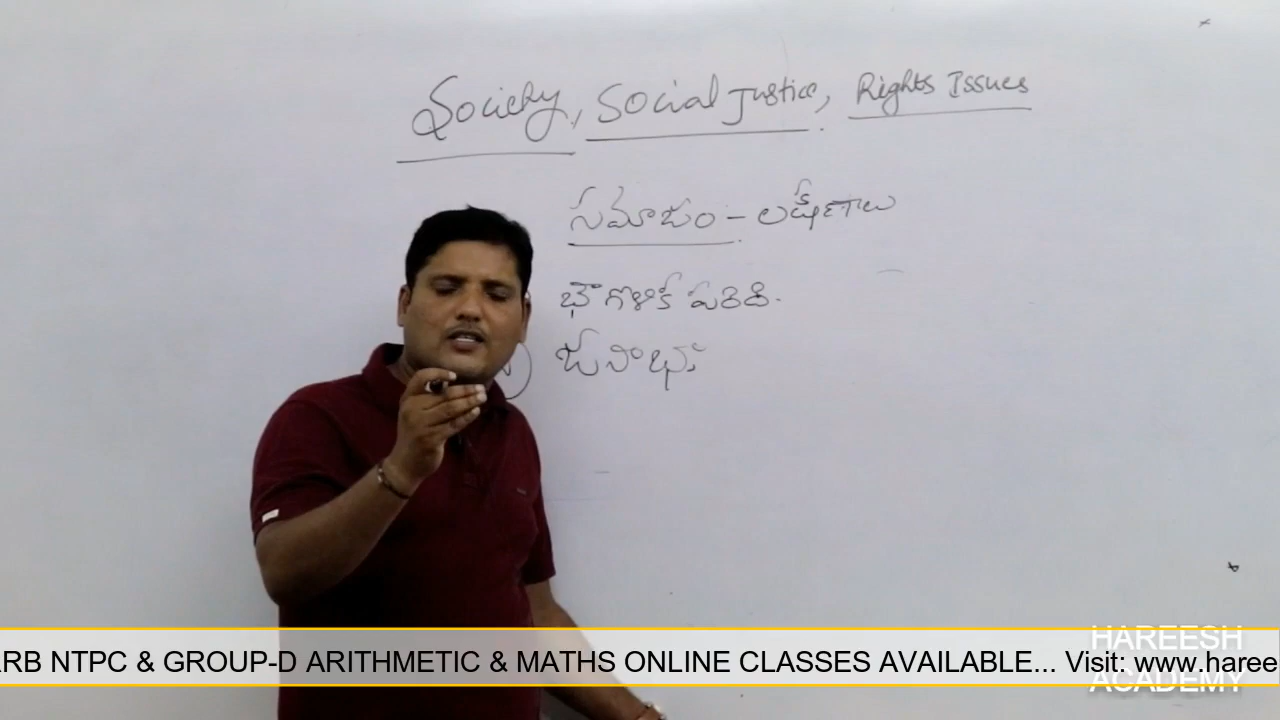 Society, Social Justice, Rights Issues
సమాజం - లక్షణాలు
భౌగోళిక పరిధి.
జనాభా
RB NTPC & GROUP-D ARITHMETIC & MATHS ONLINE CLASSES AVAILABLE... Visit: www.haree
HAREESH
ACADEMY